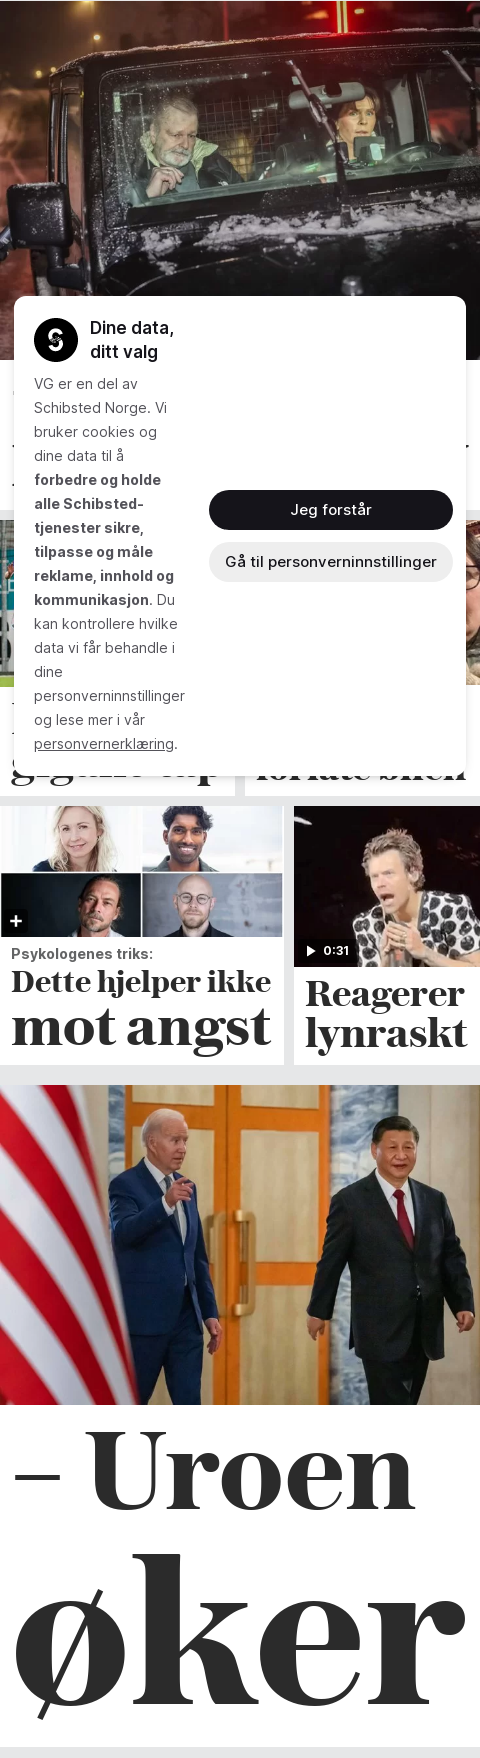 Dine data,
ditt valg
VG er en del av
Schibsted Norge. Vi
bruker cookies og
dine data til å
forbedre og holde
alle Schibsted-
tjenester sikre,
tilpasse og måle
reklame, innhold og
kommunikasjon. Du
kan kontrollere hvilke
data vi får behandle i
dine
personverninnstillinger
og lese mer i vår
personvernerklæring.
Jeg forstår
Gå til personverninnstillinger
Psykologenes triks:
Dette hjelper ikke
mot angst
0:31
Reagerer
lynraskt
– Uroen
øker